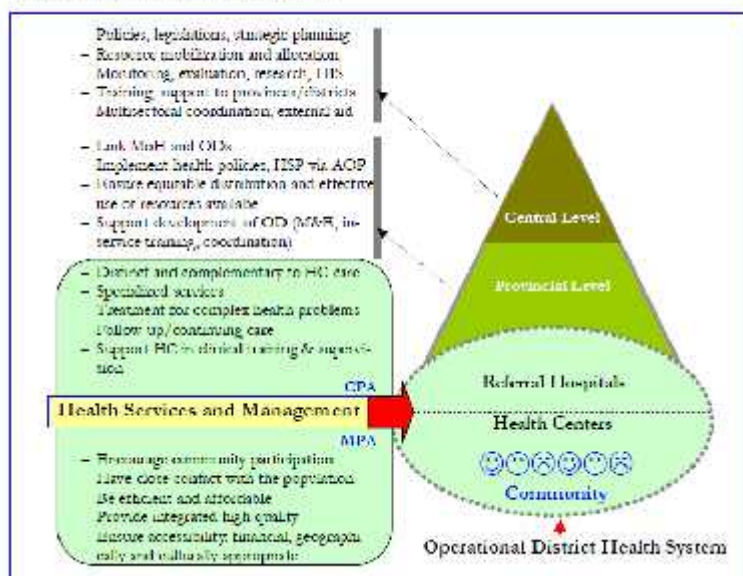 Policies, legislations, strategic planning
– Resource mobilization and allocation
Monitoring, evaluation, research, HIS
– Training, support to provinces/districts
Multisectoral coordination, external aid
– Link MoH and ODs
Implement health policies, HSP via AOP
– Ensure equitable distribution and effective
use of resources availabe
– Support development of OD (M&E, in-
service training, coordination)
– Distinct and complementary to HC care
– Specialized services
Treatment for complex health problems
Follow up/continuing care
– Support HC in clinical training & supervi-
sion
CPA
Health Services and Management
MPA
– Encourage community participation
Have close contact with the population
Be efficient and affordable
Provide integrated high quality
Ensure accessibility: financial, geographi-
cally and culturally appropriate
Central Level
Provincial Level
Referral Hospitals
Health Centers
Community
Operational District Health System